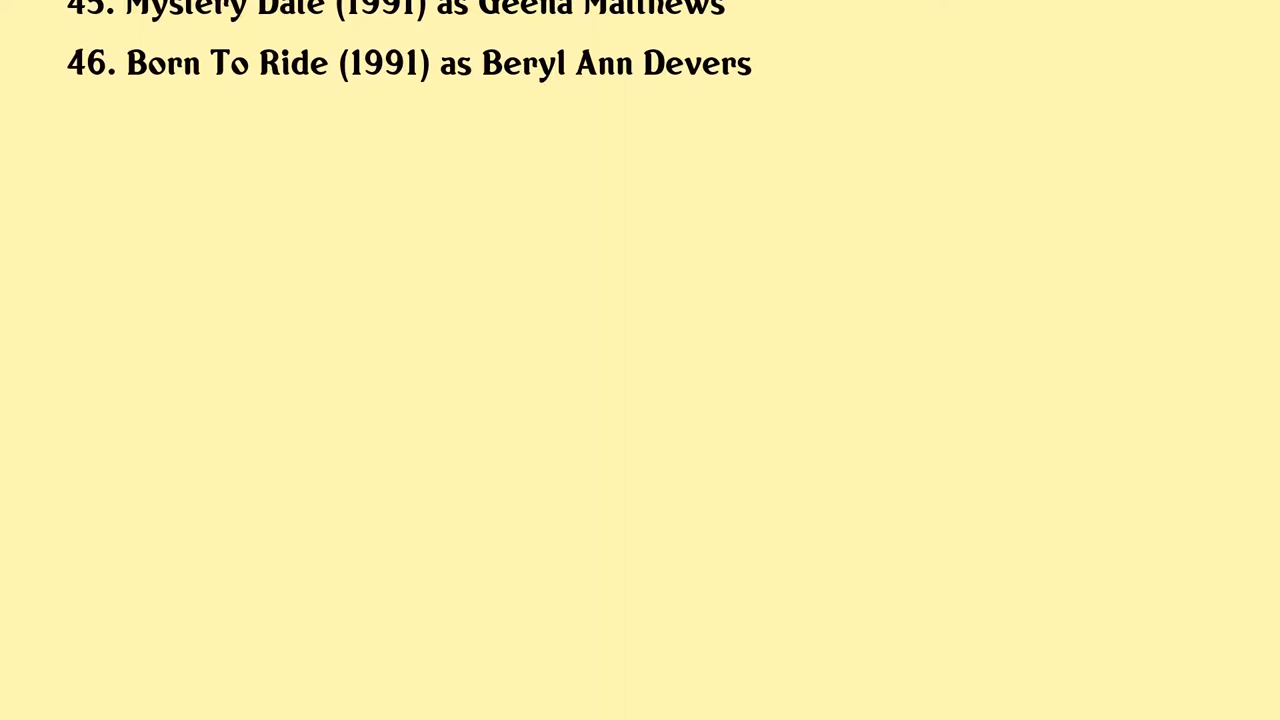 45. Mystery Date (1991) as Geena Matthews
46. Born To Ride (1991) as Beryl Ann Devers